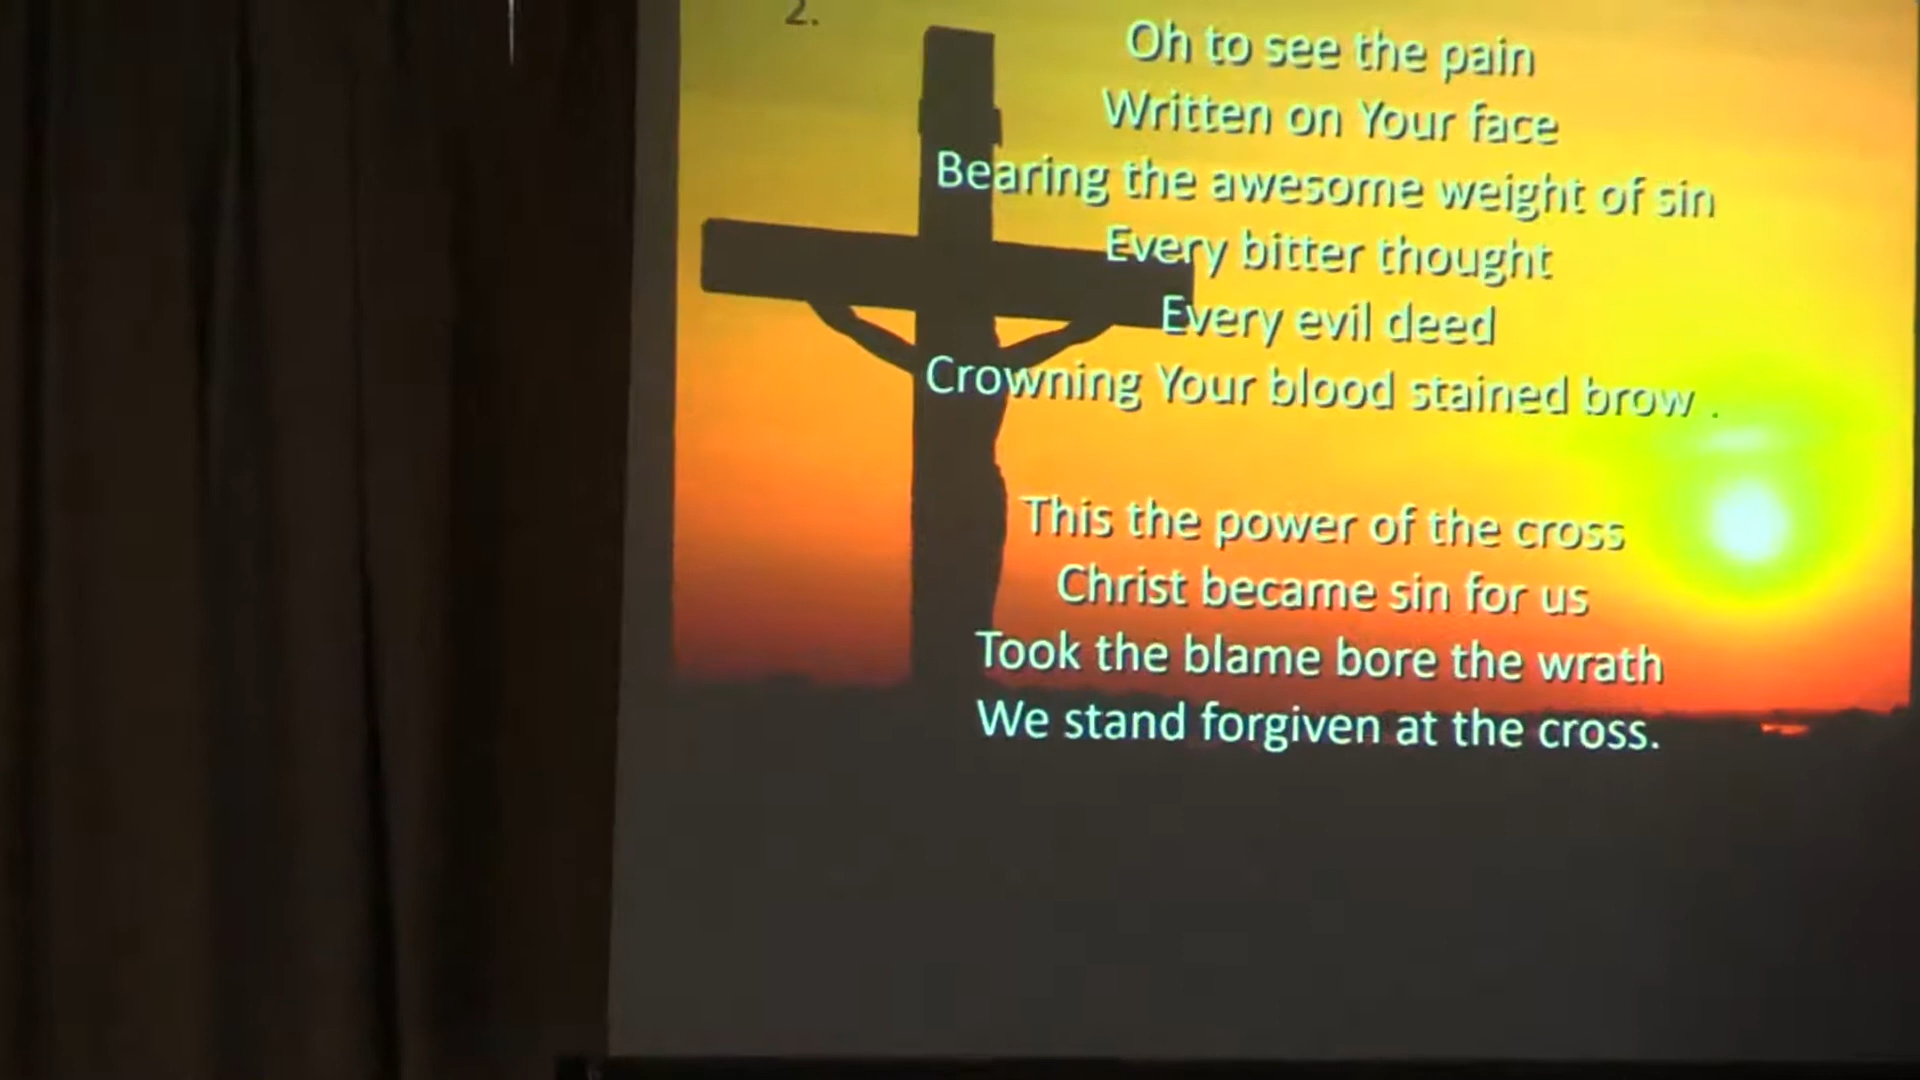 2.
Oh to see the pain
Written on Your face
Bearing the awesome weight of sin
Every bitter thought
Every evil deed
Crowning Your blood stained brow .
This the power of the cross
Christ became sin for us
Took the blame bore the wrath
We stand forgiven at the cross.